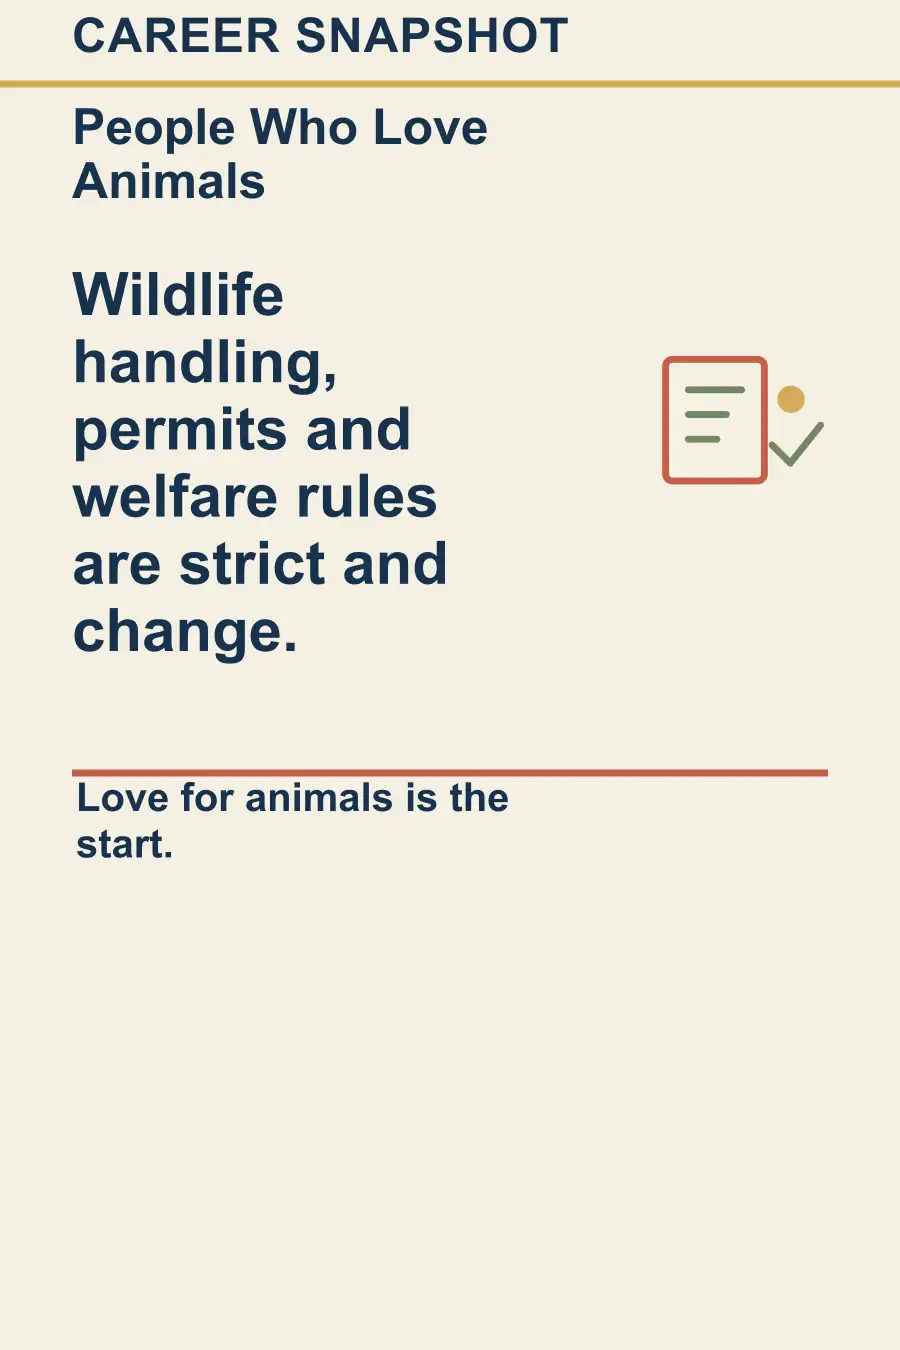 CAREER SNAPSHOT
People Who Love
Animals
Wildlife
handling,
permits and
welfare rules
are strict and
change.
Love for animals is the
start.